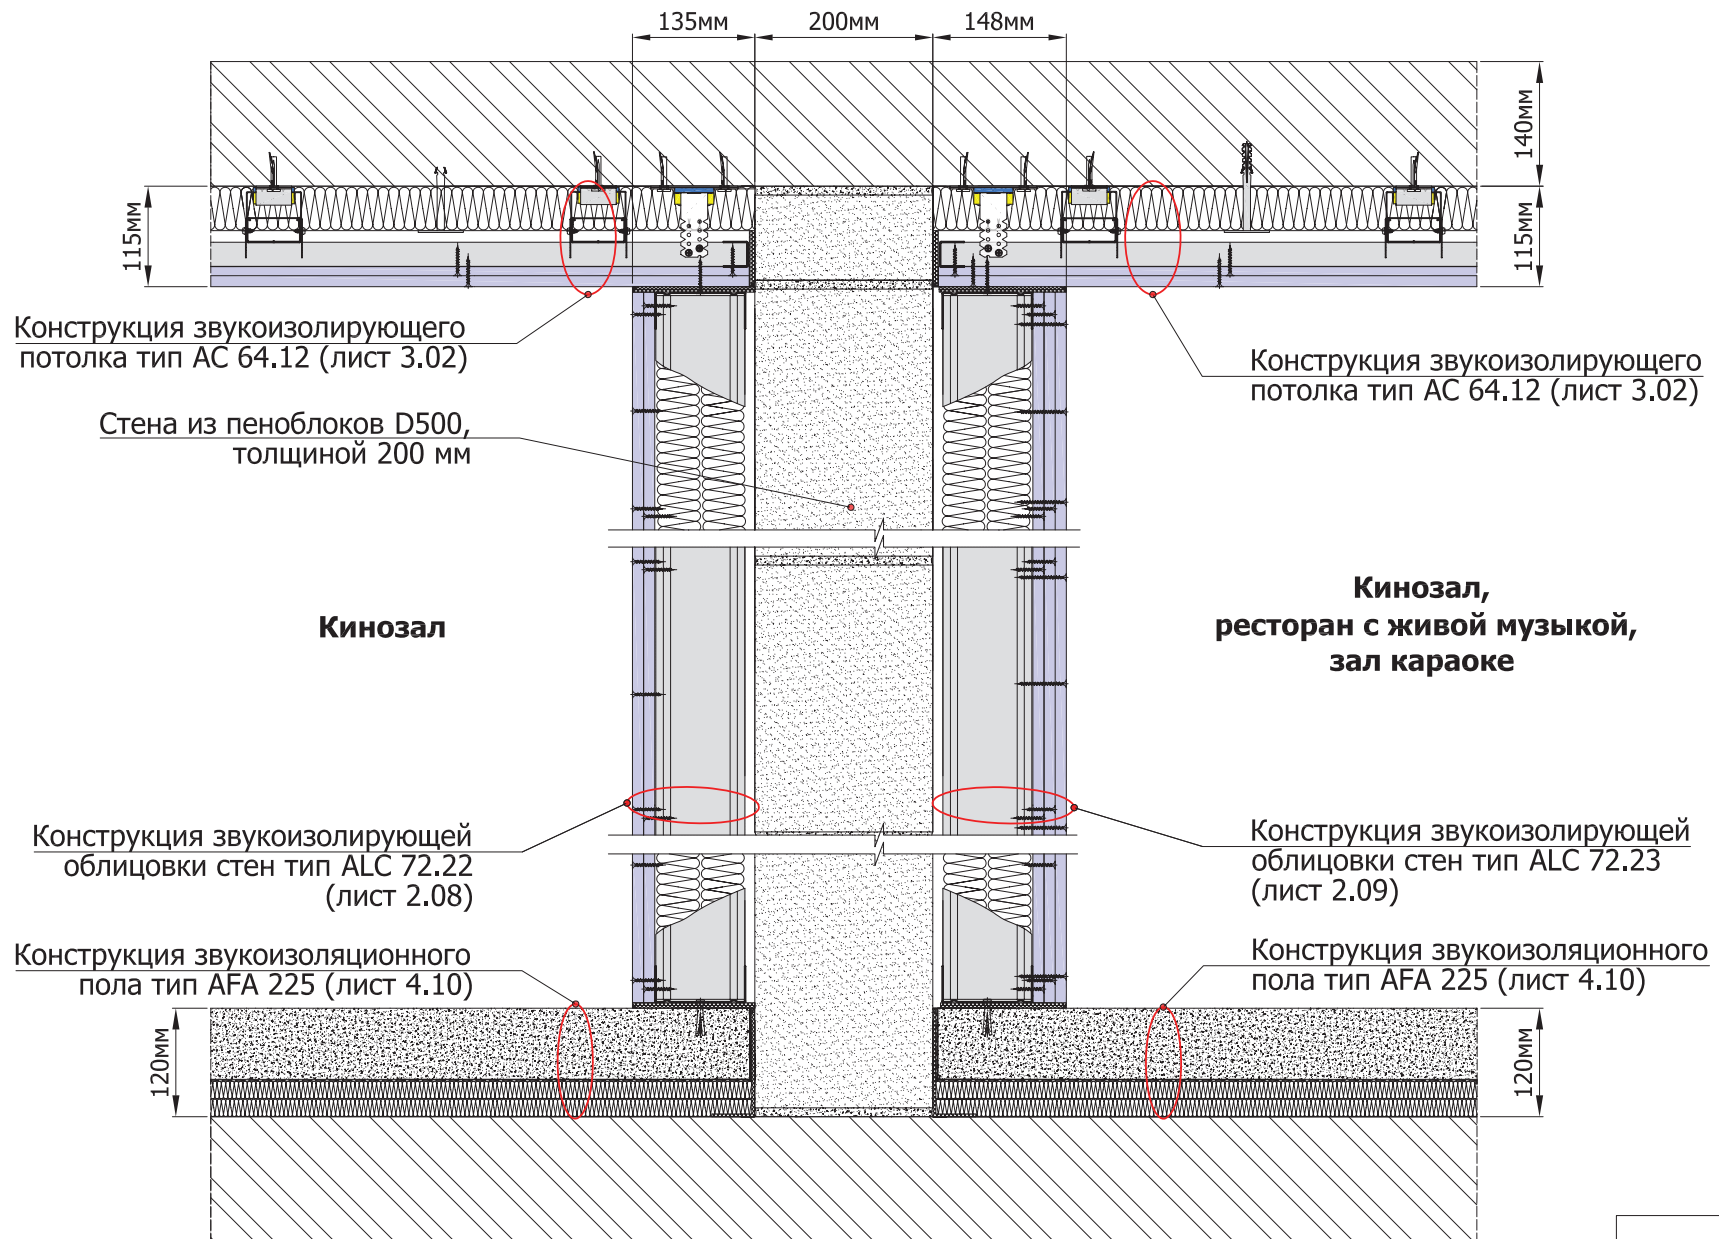 135мм
200мм
148мм
140мм
115мм
115мм
Конструкция звукоизолирующего
потолка тип АС 64.12 (лист 3.02)
Конструкция звукоизолирующего
потолка тип АС 64.12 (лист 3.02)
Стена из пеноблоков D500,
толщиной 200 мм
Кинозал
Кинозал,
ресторан с живой музыкой,
зал караоке
Конструкция звукоизолирующей
облицовки стен тип ALC 72.22
(лист 2.08)
Конструкция звукоизолирующей
облицовки стен тип ALC 72.23
(лист 2.09)
Конструкция звукоизоляционного
пола тип AFA 225 (лист 4.10)
Конструкция звукоизоляционного
пола тип AFA 225 (лист 4.10)
120мм
120мм